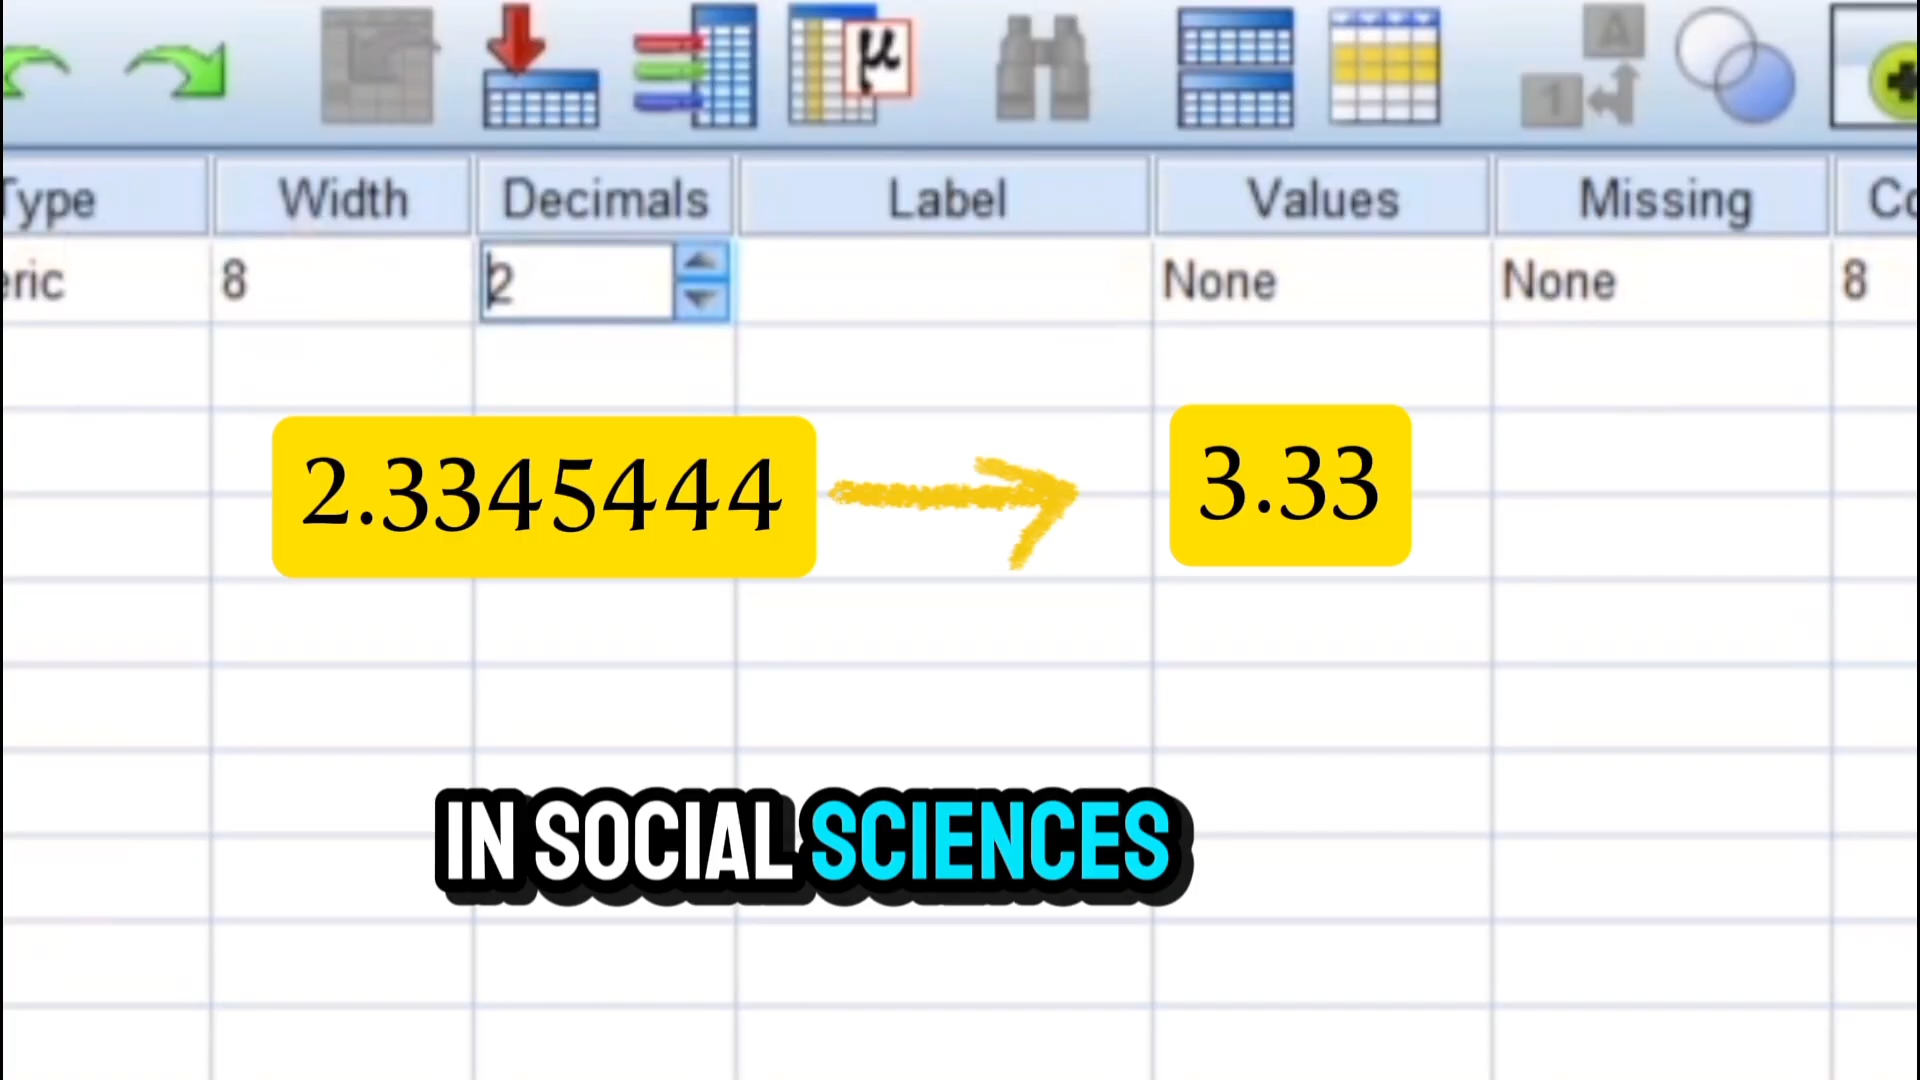 μ
A
1
Type Width Decimals Label Values Missing Co
eric 8 2 None None 8
2.3345444 3.33
IN SOCIAL SCIENCES